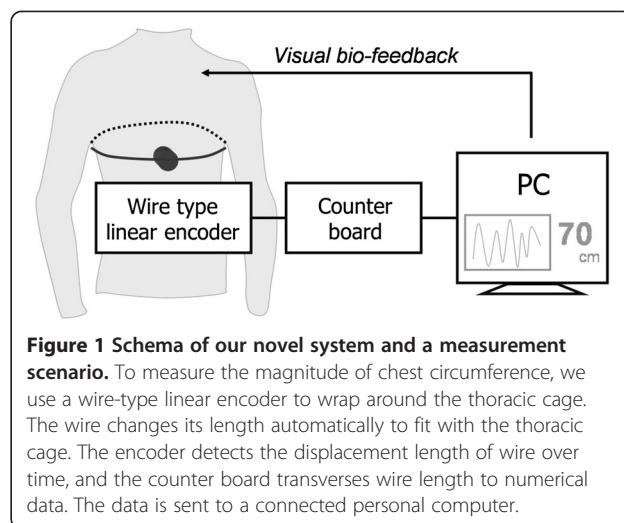 Visual bio-feedback
Wire type
linear encoder
Counter
board
PC
70
cm
Figure 1 Schema of our novel system and a measurement
scenario. To measure the magnitude of chest circumference, we
use a wire-type linear encoder to wrap around the thoracic cage.
The wire changes its length automatically to fit with the thoracic
cage. The encoder detects the displacement length of wire over
time, and the counter board transverses wire length to numerical
data. The data is sent to a connected personal computer.